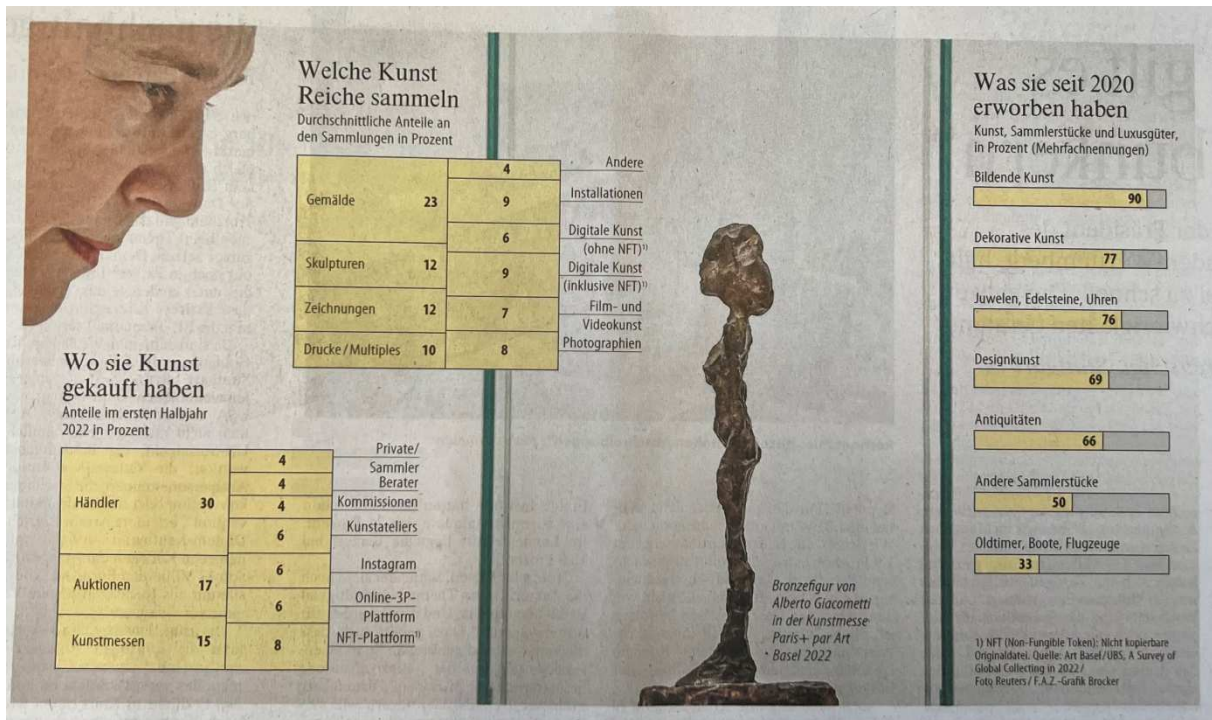 Welche Kunst
Reiche sammeln
Durchschnittliche Anteile an
den Sammlungen in Prozent
Gemälde 23
Skulpturen 12
Zeichnungen 12
Drucke/Multiples 10
4 Andere
9 Installationen
6 Digitale Kunst
(ohne NFT)¹⁾
9 Digitale Kunst
(inklusive NFT)¹⁾
7 Film- und
Videokunst
8 Photographien
Wo sie Kunst
gekauft haben
Anteile im ersten Halbjahr
2022 in Prozent
Händler 30
Auktionen 17
Kunstmessen 15
4 Private/
Sammler
4 Berater
4 Kommissionen
6 Kunstateliers
6 Instagram
6 Online-3P-
Plattform
8 NFT-Plattform¹⁾
Bronzefigur von
Alberto Giacometti
in der Kunstmesse
Paris+ par Art
Basel 2022
Was sie seit 2020
erworben haben
Kunst, Sammlerstücke und Luxusgüter,
in Prozent (Mehrfachnennungen)
Bildende Kunst
90
Dekorative Kunst
77
Juwelen, Edelsteine, Uhren
76
Designkunst
69
Antiquitäten
66
Andere Sammlerstücke
50
Oldtimer, Boote, Flugzeuge
33
1) NFT (Non-Fungible Token): Nicht kopierbare
Originaldatei. Quelle: Art Basel/UBS, A Survey of
Global Collecting in 2022/
Foto Reuters/F.A.Z.-Grafik Brocker